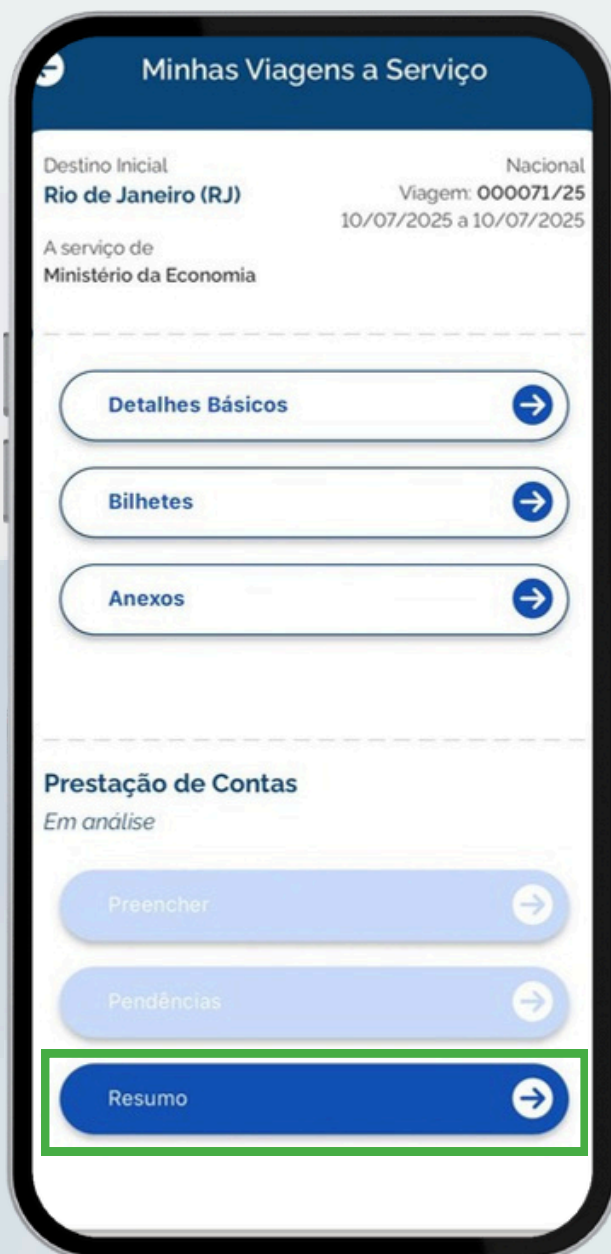 Minhas Viagens a Serviço
Destino Inicial
Rio de Janeiro (RJ)
Nacional
Viagem: 000071/25
10/07/2025 a 10/07/2025
A serviço de
Ministério da Economia
Detalhes Básicos
Bilhetes
Anexos
Prestação de Contas
Em análise
Preencher
Pendências
Resumo